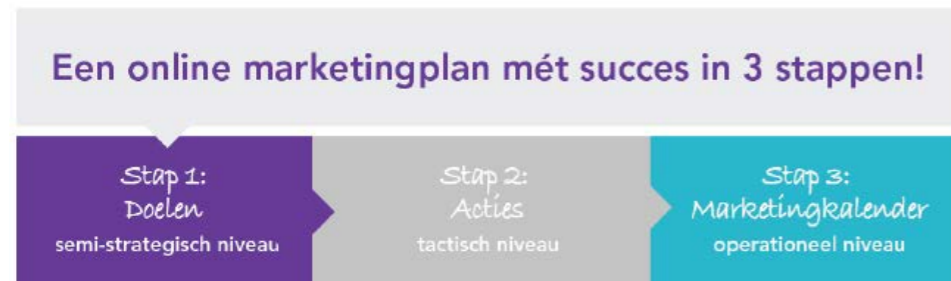 Een online marketingplan mét succes in 3 stappen!
Stap 1:
Doelen
semi-strategisch niveau
Stap 2:
Acties
tactisch niveau
Stap 3:
Marketingkalender
operationeel niveau